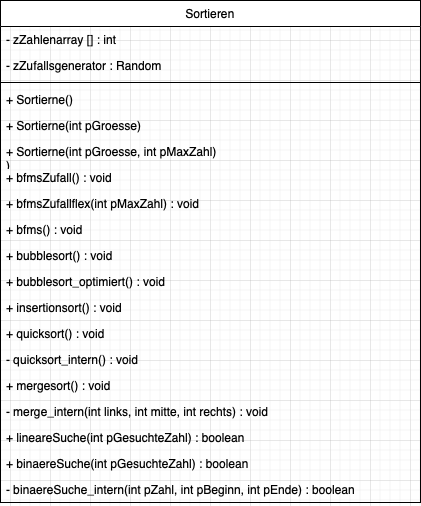 Sortieren
- zZahlenarray [] : int
- zZufallsgenerator : Random
+ Sortierne()
+ Sortierne(int pGroesse)
+ Sortierne(int pGroesse, int pMaxZahl)
)
+ bfmsZufall() : void
+ bfmsZufallflex(int pMaxZahl) : void
+ bfms() : void
+ bubblesort() : void
+ bubblesort_optimiert() : void
+ insertionsort() : void
+ quicksort() : void
- quicksort_intern() : void
+ mergesort() : void
- merge_intern(int links, int mitte, int rechts) : void
+ lineareSuche(int pGesuchteZahl) : boolean
+ binaereSuche(int pGesuchteZahl) : boolean
- binaereSuche_intern(int pZahl, int pBeginn, int pEnde) : boolean